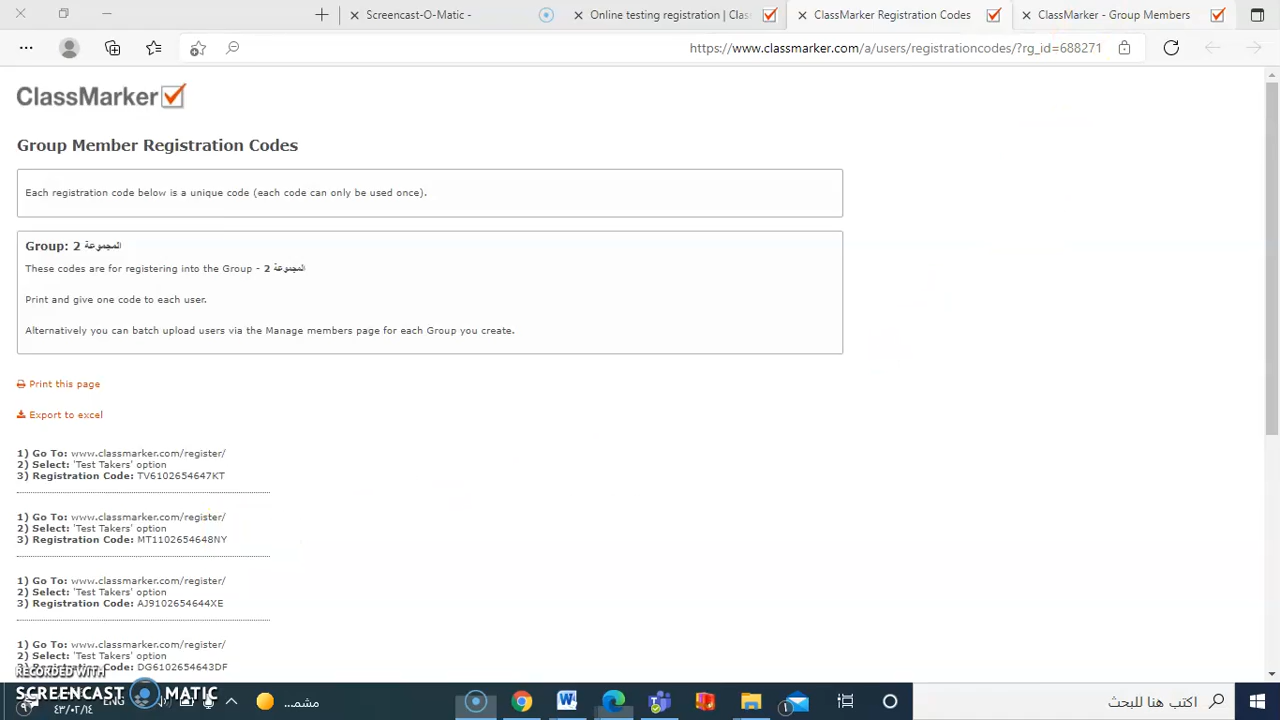 Screencast-O-Matic -
Online testing registration | Clas
ClassMarker Registration Codes
ClassMarker - Group Members
https://www.classmarker.com/a/users/registrationcodes/?rg_id=688271
ClassMarker
Group Member Registration Codes
Each registration code below is a unique code (each code can only be used once).
Group: 2 المجموعة
These codes are for registering into the Group - 2 المجموعة
Print and give one code to each user.
Alternatively you can batch upload users via the Manage members page for each Group you create.
Print this page
Export to excel
1) Go To: www.classmarker.com/register/
2) Select: 'Test Takers' option
3) Registration Code: TV6102654647KT
1) Go To: www.classmarker.com/register/
2) Select: 'Test Takers' option
3) Registration Code: MT1102654648NY
1) Go To: www.classmarker.com/register/
2) Select: 'Test Takers' option
3) Registration Code: AJ9102654644XE
1) Go To: www.classmarker.com/register/
2) Select: 'Test Takers' option
3) Registration Code: DG6102654643DF
RECORDED WITH
SCREENCAST MATIC
ENG
٤٣/٠٢/١٤
مشم...
1
اكتب هنا للبحث